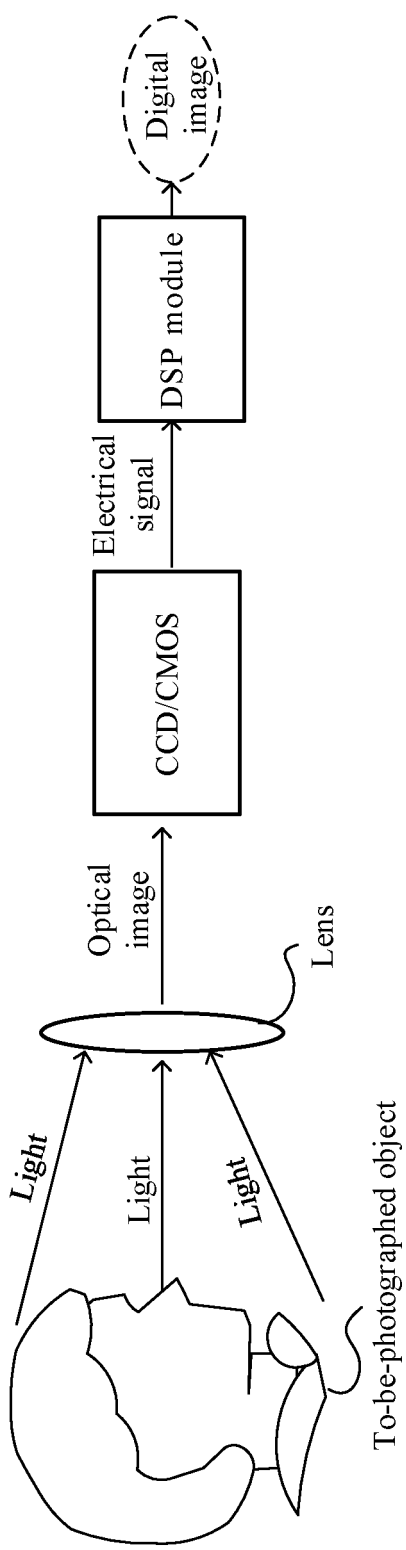 To-be-photographed object
Light
Light
Light
Lens
Optical
image
CCD/CMOS
Electrical
signal
DSP module
Digital
image